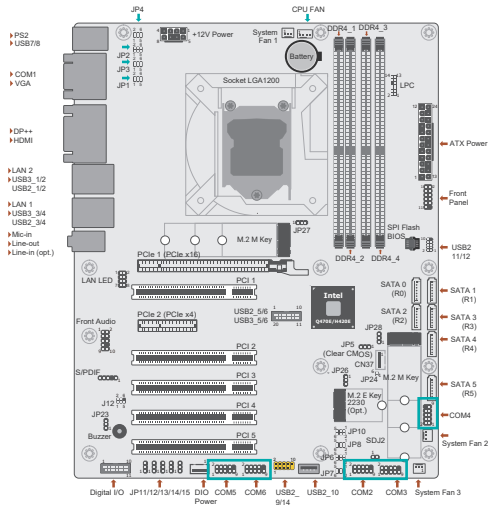 JP4
CPU FAN
PS2
USB7/8
+12V Power
System
Fan 1
DDR4_1
DDR4_3
Battery
JP2
JP3
JP1
COM1
VGA
Socket LGA1200
LPC
DP++
HDMI
ATX Power
LAN 2
USB3_1/2
USB2_1/2
Front
Panel
LAN 1
USB3_3/4
USB2_3/4
JP27
SPI Flash
BIOS
Mic-in
Line-out
Line-in (opt.)
M.2 M Key
USB2
11/12
DDR4_2
DDR4_4
PCIe 1 (PCIe x16)
LAN LED
PCI 1
SATA 0
(R0)
SATA 1
(R1)
Intel
Q470E/H420E
PCIe 2 (PCIe x4)
USB2_5/6
USB3_5/6
SATA 2
(R2)
SATA 3
(R3)
Front Audio
JP28
SATA 4
(R4)
PCI 2
JP5
(Clear CMOS)
CN37
S/PDIF
PCI 3
JP26
JP24
M.2 M Key
SATA 5
(R5)
M.2 E Key
2230
(Opt.)
J12
PCI 4
COM4
JP23
Buzzer
PCI 5
JP10
JP8
SDJ2
System Fan 2
JP6
JP7
Digital I/O
JP11/12/13/14/15
DIO
Power
COM5
COM6
USB2_
9/14
USB2_10
COM2
COM3
System Fan 3